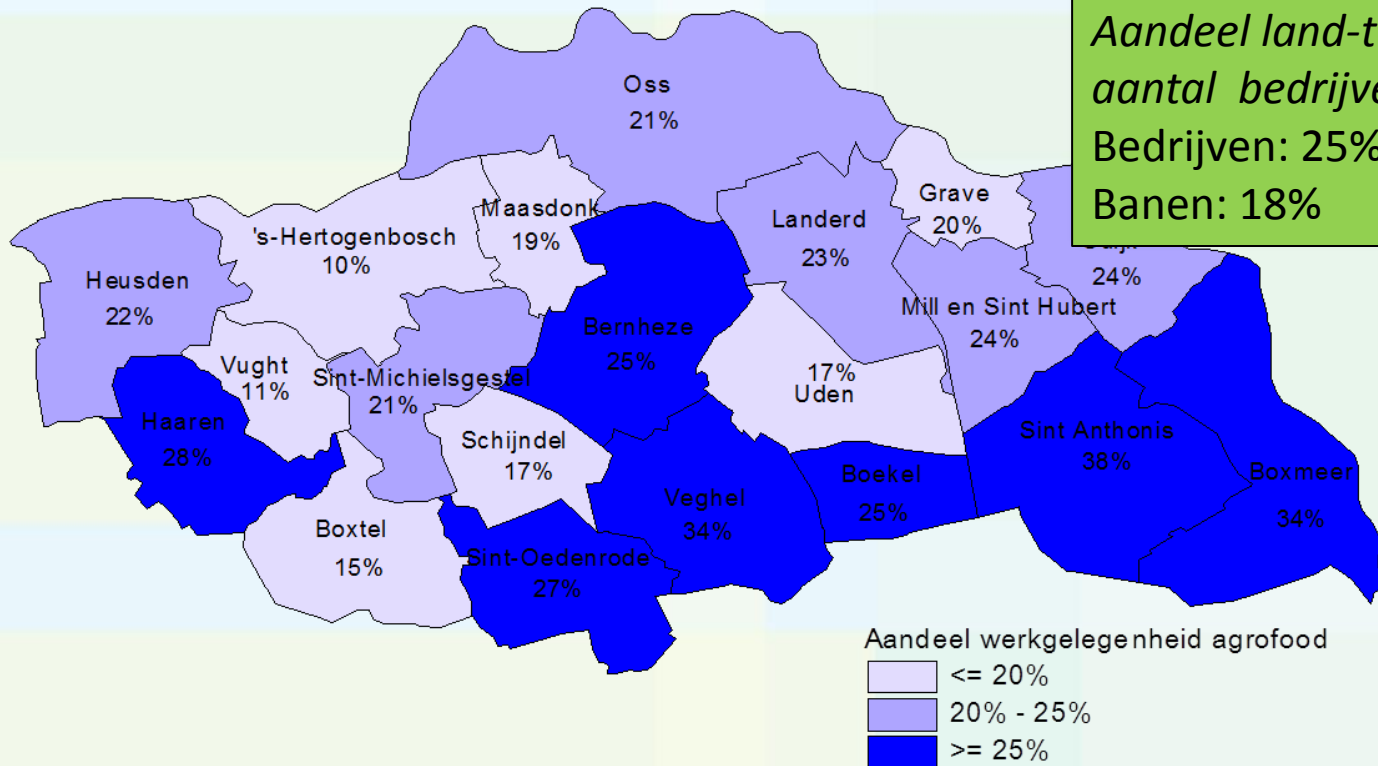 Aandeel land-t
aantal bedrijve
Bedrijven: 25%
Banen: 18%
Oss
21%
Grave
20%
Maasdonk
19%
Landerd
23%
's-Hertogenbosch
10%
24%
Heusden
22%
Mill en Sint Hubert
24%
Bernheze
25%
Vught
11%
Sint-Michielsgestel
21%
17%
Uden
Haaren
28%
Schijndel
17%
Sint Anthonis
38%
Boxmeer
34%
Boekel
25%
Veghel
34%
Boxtel
15%
Sint-Oedenrode
27%
Aandeel werkgelegenheid agrofood
<= 20%
20% - 25%
>= 25%